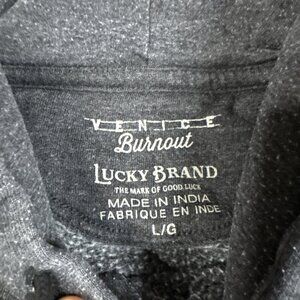 VENICE
Burnout
LUCKY BRAND
THE MARK OF GOOD LUCK
MADE IN INDIA
FABRIQUE EN INDE
L/G